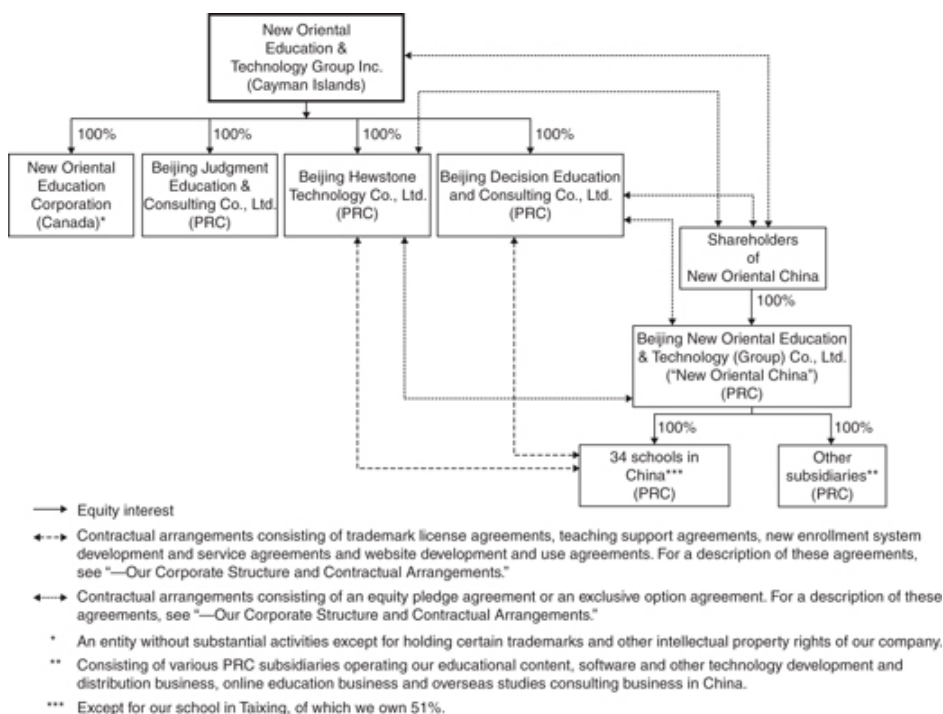 New Oriental
Education &
Technology Group Inc.
(Cayman Islands)
100%
100%
100%
100%
New Oriental
Education
Corporation
(Canada)*
Beijing Judgment
Education &
Consulting Co., Ltd.
(PRC)
Beijing Hewstone
Technology Co., Ltd.
(PRC)
Beijing Decision Education
and Consulting Co., Ltd.
(PRC)
Shareholders
of
New Oriental China
100%
Beijing New Oriental Education
& Technology (Group) Co., Ltd.
("New Oriental China")
(PRC)
100%
100%
34 schools in
China***
(PRC)
Other
subsidiaries**
(PRC)
Equity interest
Contractual arrangements consisting of trademark license agreements, teaching support agreements, new enrollment system
development and service agreements and website development and use agreements. For a description of these agreements,
see "—Our Corporate Structure and Contractual Arrangements."
Contractual arrangements consisting of an equity pledge agreement or an exclusive option agreement. For a description of these
agreements, see "—Our Corporate Structure and Contractual Arrangements."
* An entity without substantial activities except for holding certain trademarks and other intellectual property rights of our company.
** Consisting of various PRC subsidiaries operating our educational content, software and other technology development and
distribution business, online education business and overseas studies consulting business in China.
*** Except for our school in Taixing, of which we own 51%.